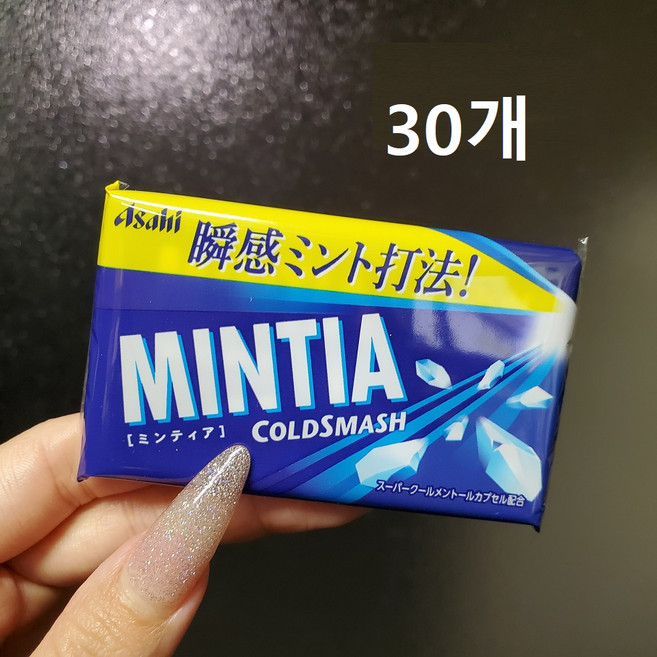 30개
Asahi
瞬感ミント打法!
MINTIA
[ミンティア]
COLDSMASH
スーパークールメントールカプセル配合